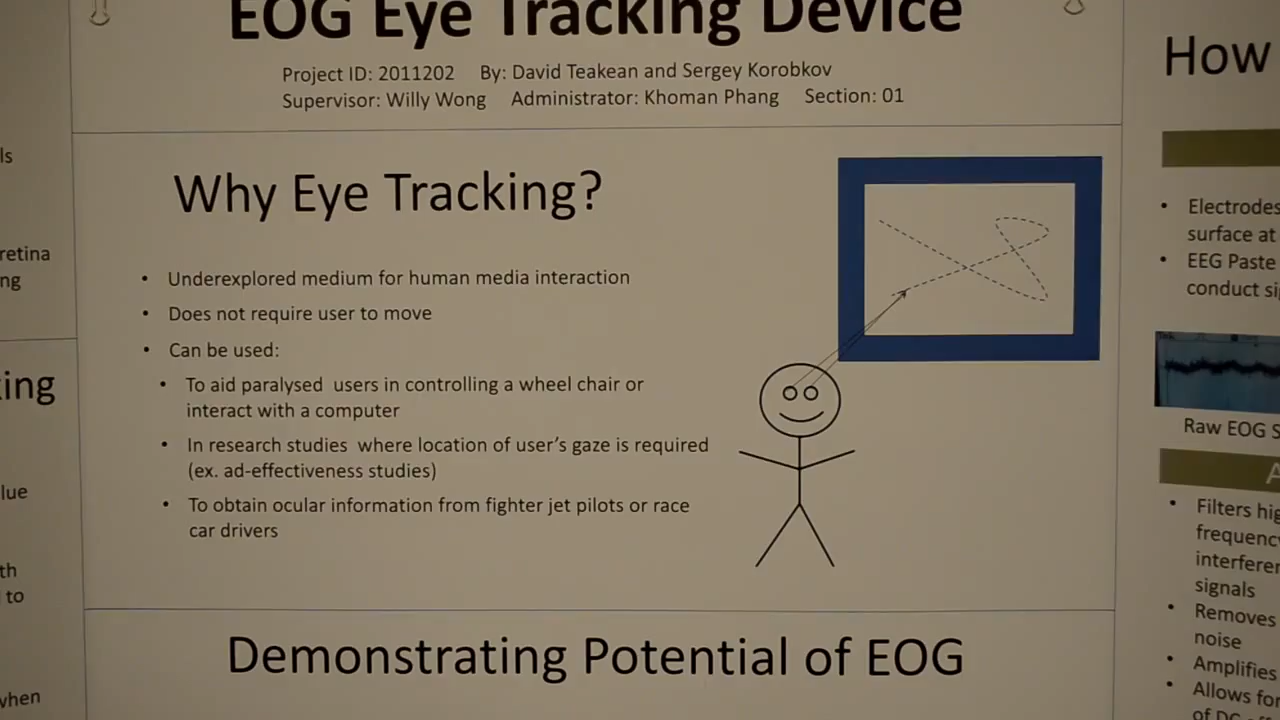 EOG Eye Tracking Device
Project ID: 2011202 By: David Teakean and Sergey Korobkov
Supervisor: Willy Wong Administrator: Khoman Phang Section: 01
Why Eye Tracking?
• Underexplored medium for human media interaction
• Does not require user to move
• Can be used:
• To aid paralysed users in controlling a wheel chair or
interact with a computer
• In research studies where location of user's gaze is required
(ex. ad-effectiveness studies)
• To obtain ocular information from fighter jet pilots or race
car drivers
Demonstrating Potential of EOG
ls
retina
ng
king
lue
th
to
when
How
• Electrodes
surface at
• EEG Paste
conduct
Raw EOG S
A
• Filters
frequenc
interferen
signals
• Removes
noise
• Amplifies
• Allows for
of DC